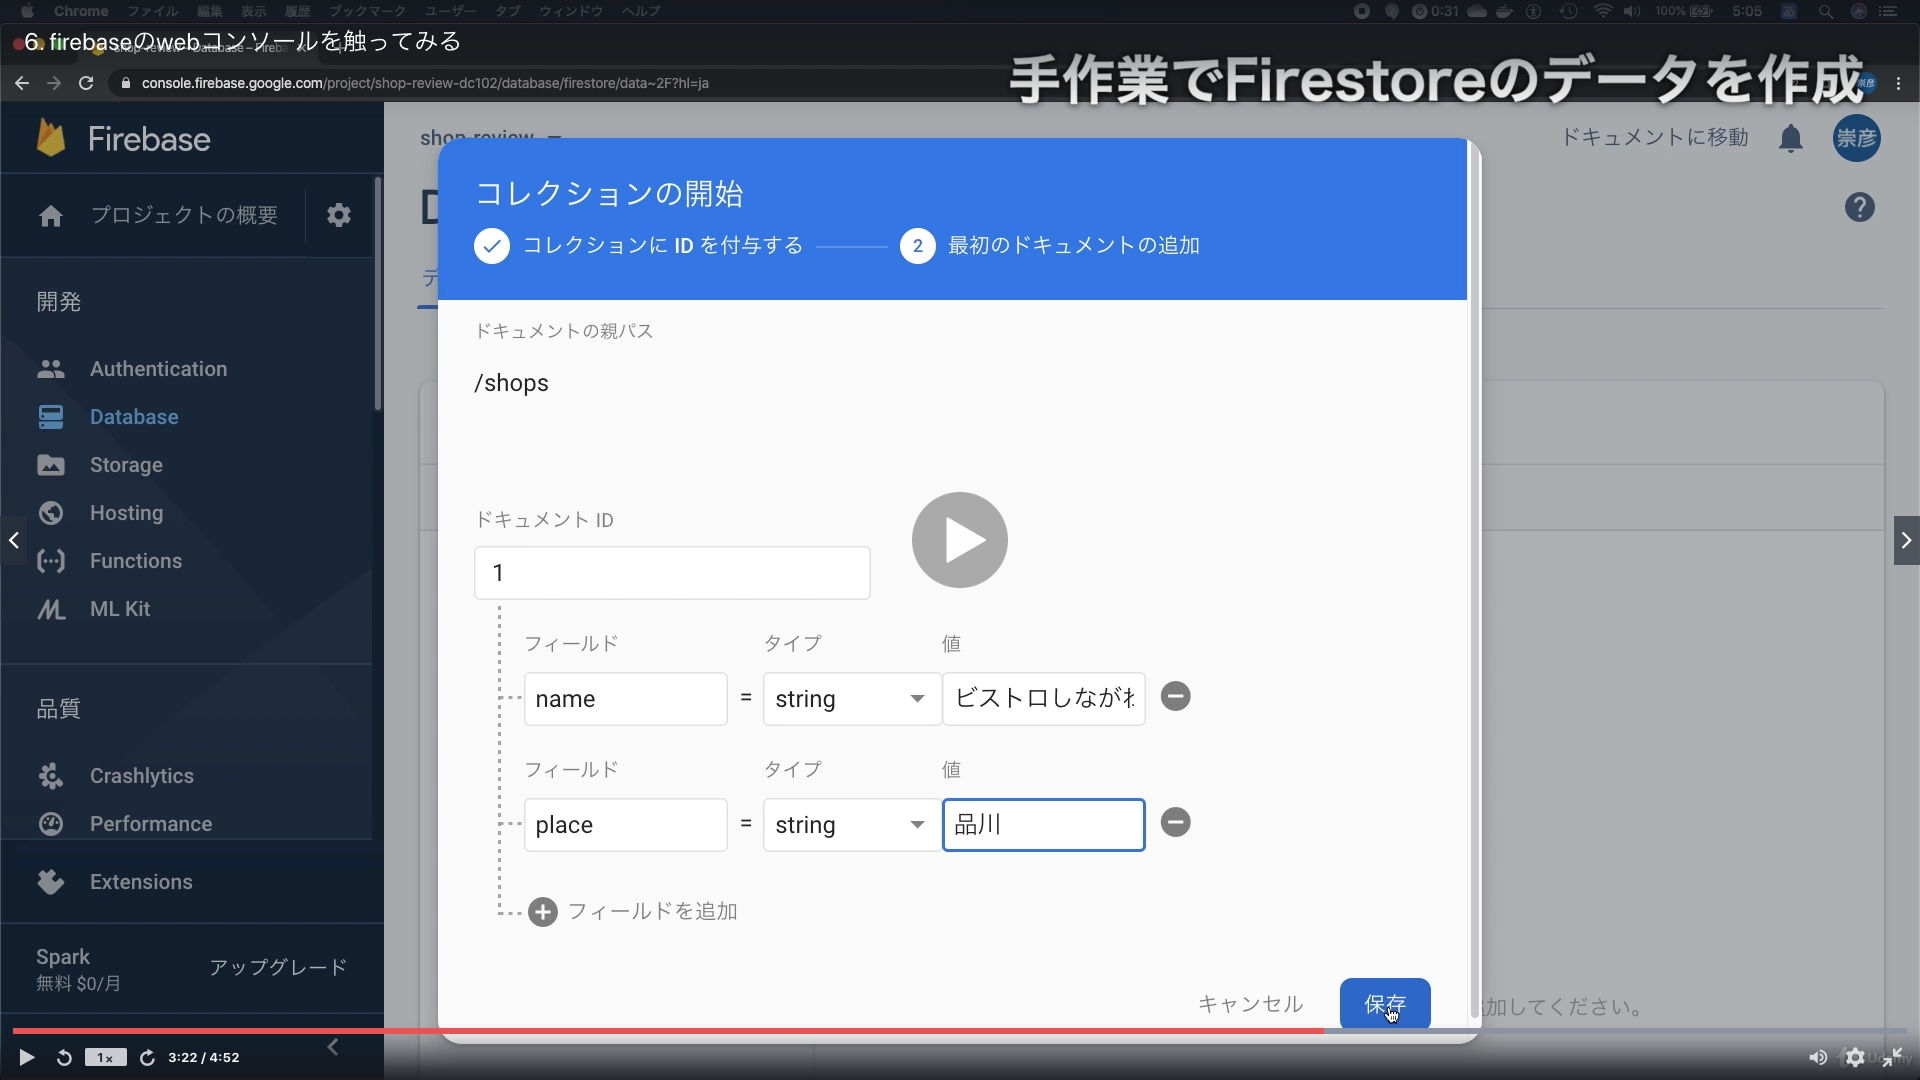 Chrome ファイル 編集 表示 履歴 ブックマーク ユーザー タブ ウィンドウ ヘルプ 0:31 100% 5:05 あ
6. firebaseのwebコンソールを触ってみる
console.firebase.google.com/project/shop-review-dc102/database/firestore/data~2F?hl=ja
手作業でFirestoreのデータを作成
Firebase
shop-review
ドキュメントに移動
崇彦
プロジェクトの概要
開発
Authentication
Database
Storage
Hosting
Functions
ML Kit
品質
Crashlytics
Performance
Extensions
Spark
無料 $0/月
アップグレード
コレクションの開始
コレクションに ID を付与する
2 最初のドキュメントの追加
ドキュメントの親パス
/shops
ドキュメント ID
1
フィールド タイプ 値
name = string ビストロしながわ
フィールド タイプ 値
place = string 品川
フィールドを追加
キャンセル 保存
加してください。
1x 3:22 / 4:52